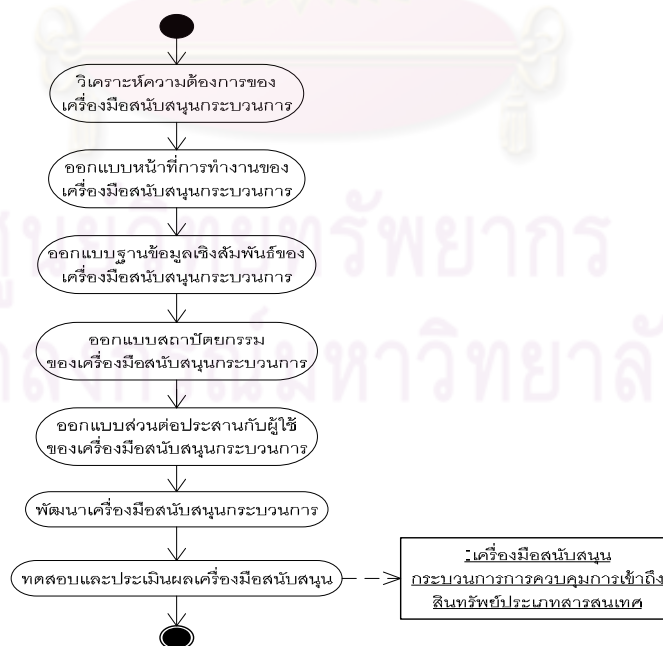 วิเคราะห์ความต้องการของ
เครื่องมือสนับสนุนกระบวนการ
ออกแบบหน้าที่การทำงานของ
เครื่องมือสนับสนุนกระบวนการ
ออกแบบฐานข้อมูลเชิงสัมพันธ์ของ
เครื่องมือสนับสนุนกระบวนการ
ออกแบบสถาปัตยกรรม
ของเครื่องมือสนับสนุนกระบวนการ
ออกแบบส่วนต่อประสานกับผู้ใช้
ของเครื่องมือสนับสนุนกระบวนการ
พัฒนาเครื่องมือสนับสนุนกระบวนการ
ทดสอบและประเมินผลเครื่องมือสนับสนุน
:เครื่องมือสนับสนุน
กระบวนการการควบคุมการเข้าถึง
สินทรัพย์ประเภทสารสนเทศ
ศูนย์วิทยทรัพยากร